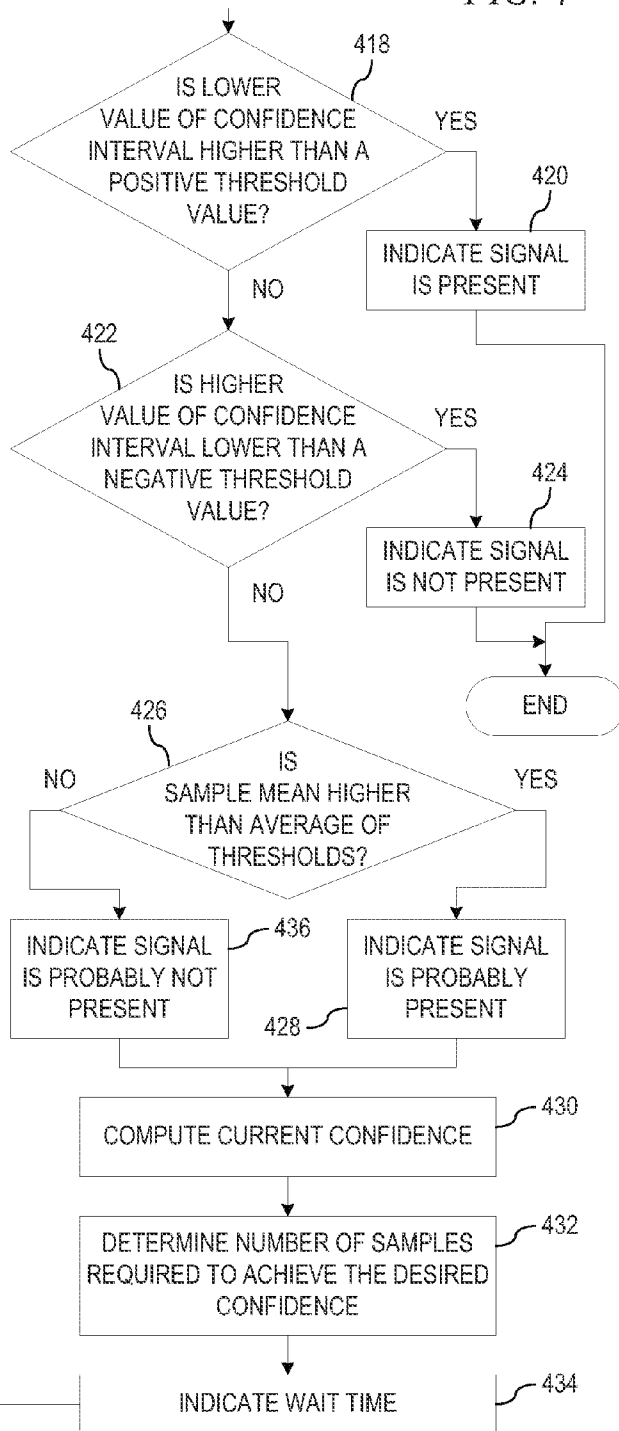 418
IS LOWER
VALUE OF CONFIDENCE
INTERVAL HIGHER THAN A
POSITIVE THRESHOLD
VALUE?
YES
420
INDICATE SIGNAL
IS PRESENT
NO
422
IS HIGHER
VALUE OF CONFIDENCE
INTERVAL LOWER THAN A
NEGATIVE THRESHOLD
VALUE?
YES
424
INDICATE SIGNAL
IS NOT PRESENT
NO
END
426
IS
SAMPLE MEAN HIGHER
THAN AVERAGE OF
THRESHOLDS?
NO
YES
INDICATE SIGNAL
IS PROBABLY NOT
PRESENT
436
INDICATE SIGNAL
IS PROBABLY
PRESENT
428
COMPUTE CURRENT CONFIDENCE
430
DETERMINE NUMBER OF SAMPLES
REQUIRED TO ACHIEVE THE DESIRED
CONFIDENCE
432
INDICATE WAIT TIME
434